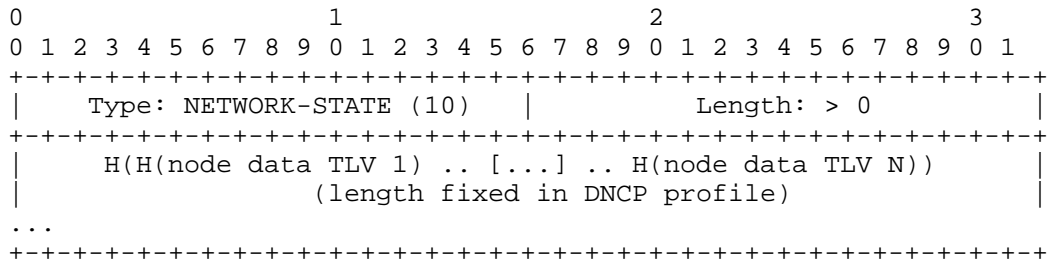 0                   1                   2                   3
0 1 2 3 4 5 6 7 8 9 0 1 2 3 4 5 6 7 8 9 0 1 2 3 4 5 6 7 8 9 0 1
+-+-+-+-+-+-+-+-+-+-+-+-+-+-+-+-+-+-+-+-+-+-+-+-+-+-+-+-+-+-+-+-+
|    Type: NETWORK-STATE (10)   |          Length: > 0          |
+-+-+-+-+-+-+-+-+-+-+-+-+-+-+-+-+-+-+-+-+-+-+-+-+-+-+-+-+-+-+-+-+
|     H(H(node data TLV 1) .. [...] .. H(node data TLV N))      |
|                  (length fixed in DNCP profile)               |
...
+-+-+-+-+-+-+-+-+-+-+-+-+-+-+-+-+-+-+-+-+-+-+-+-+-+-+-+-+-+-+-+-+